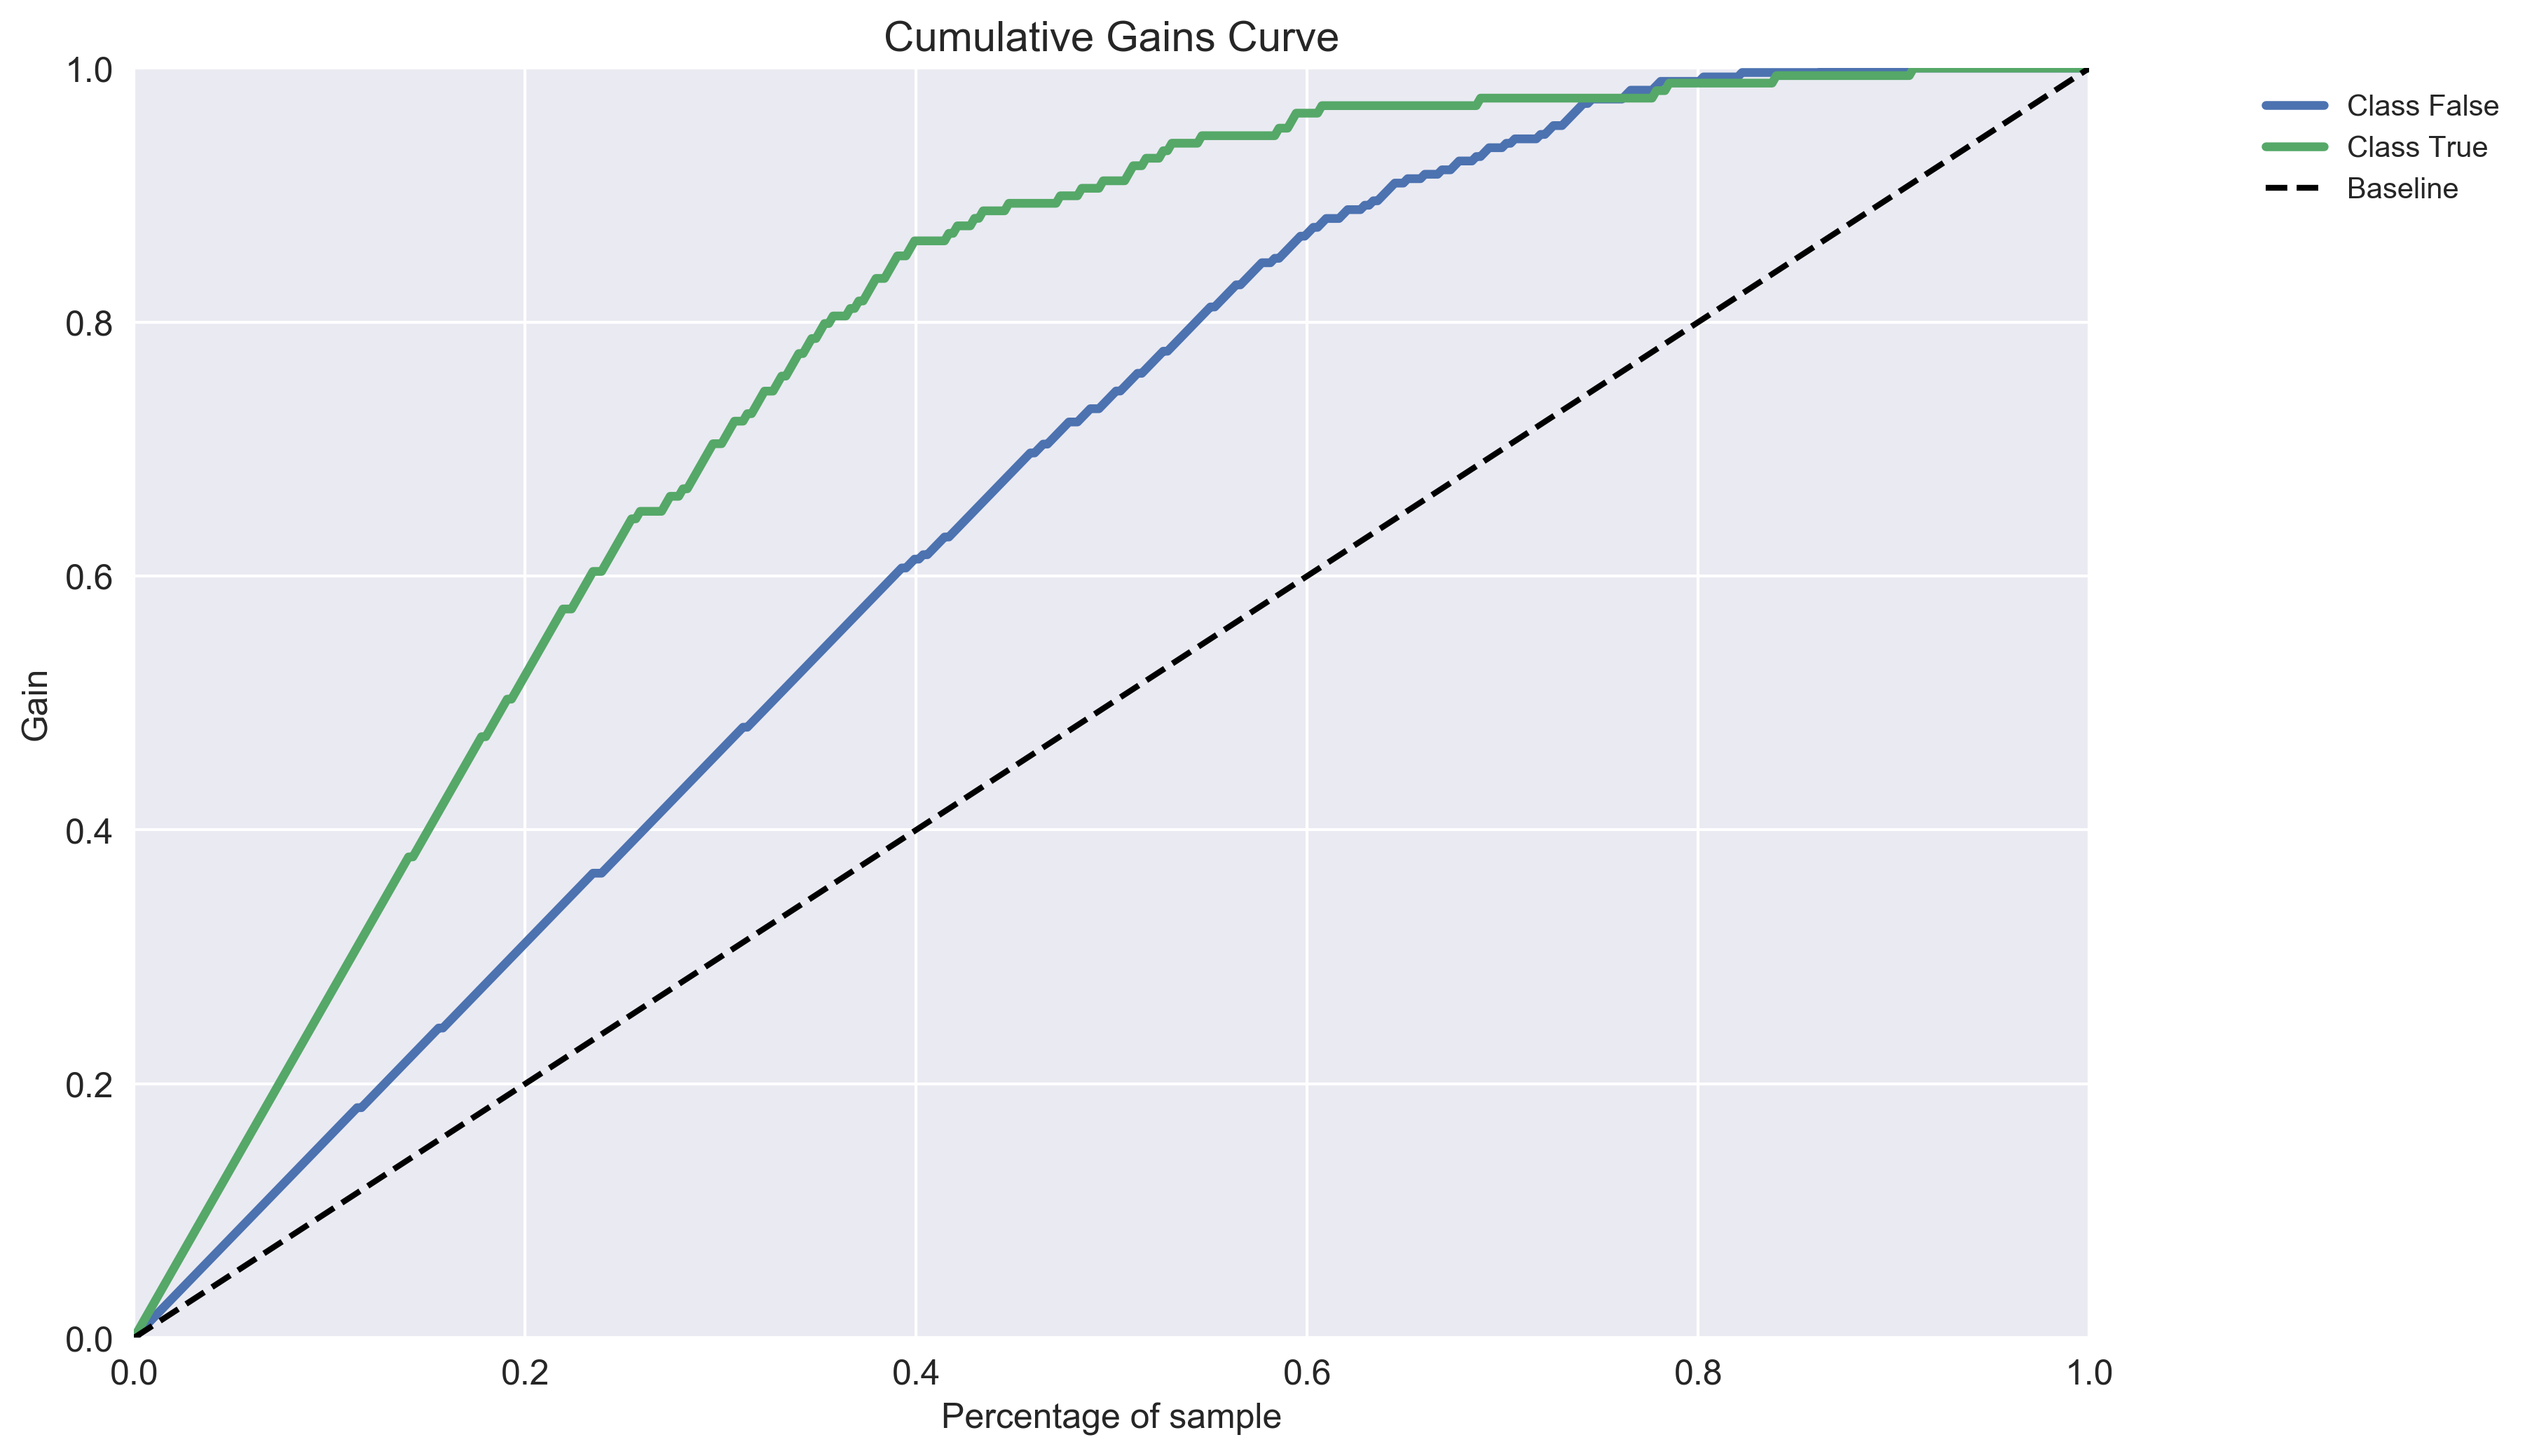 Cumulative Gains Curve
1.0
0.8
0.6
0.4
0.2
0.0
Gain
0.0 0.2 0.4 0.6 0.8 1.0
Percentage of sample
Class False
Class True
Baseline